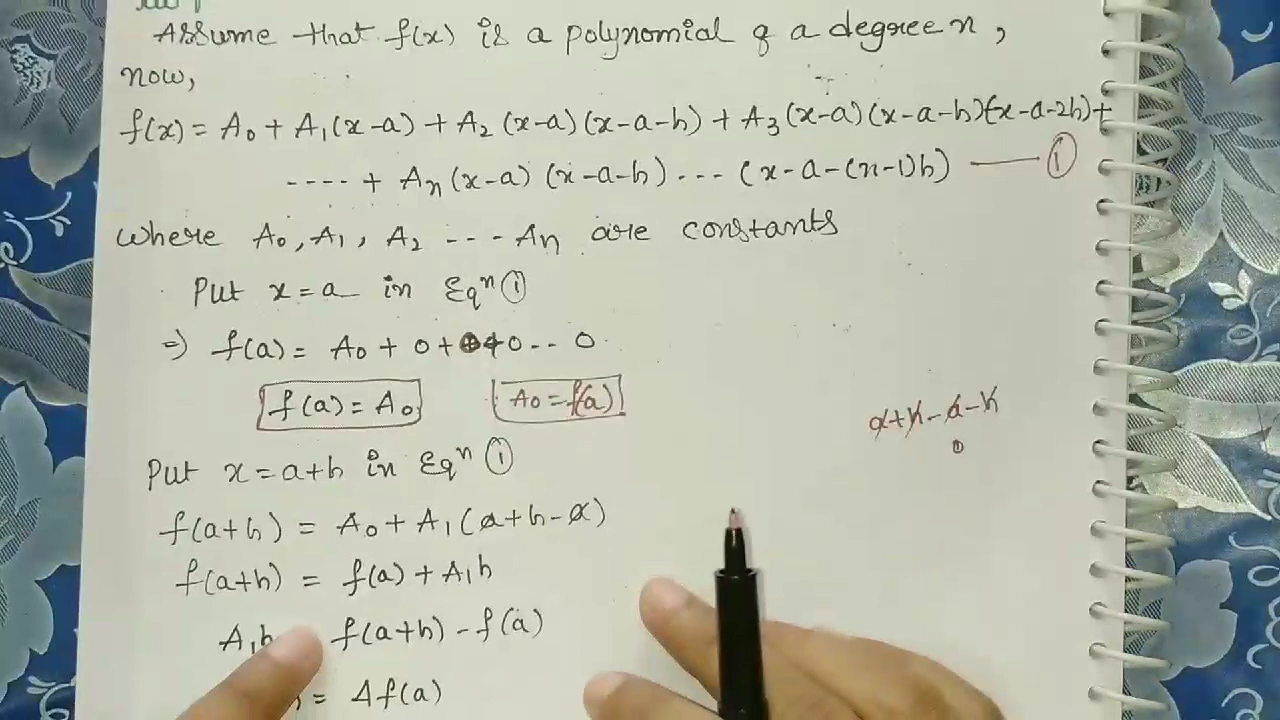 Assume that f(x) is a polynomial of a degree n,
now,
f(x) = A₀ + A₁(x-a) + A₂ (x-a) (x-a-h) + A₃(x-a)(x-a-h)(x-a-2h)+
---- + Aₙ(x-a) (x-a-h)... (x-a-(n-1)h) —— ①
where A₀, A₁, A₂ --- Aₙ are constants
Put x=a in Eqⁿ ①
⇒ f(a) = A₀ + 0 + 0 + 0 -- 0
f(a) = A₀ A₀ = f(a)
a+h-a-h
0
Put x=a+h in Eqⁿ ①
f(a+h) = A₀ + A₁(a+h-a)
f(a+h) = f(a) + A₁h
A₁h f(a+h) - f(a)
= Δf(a)